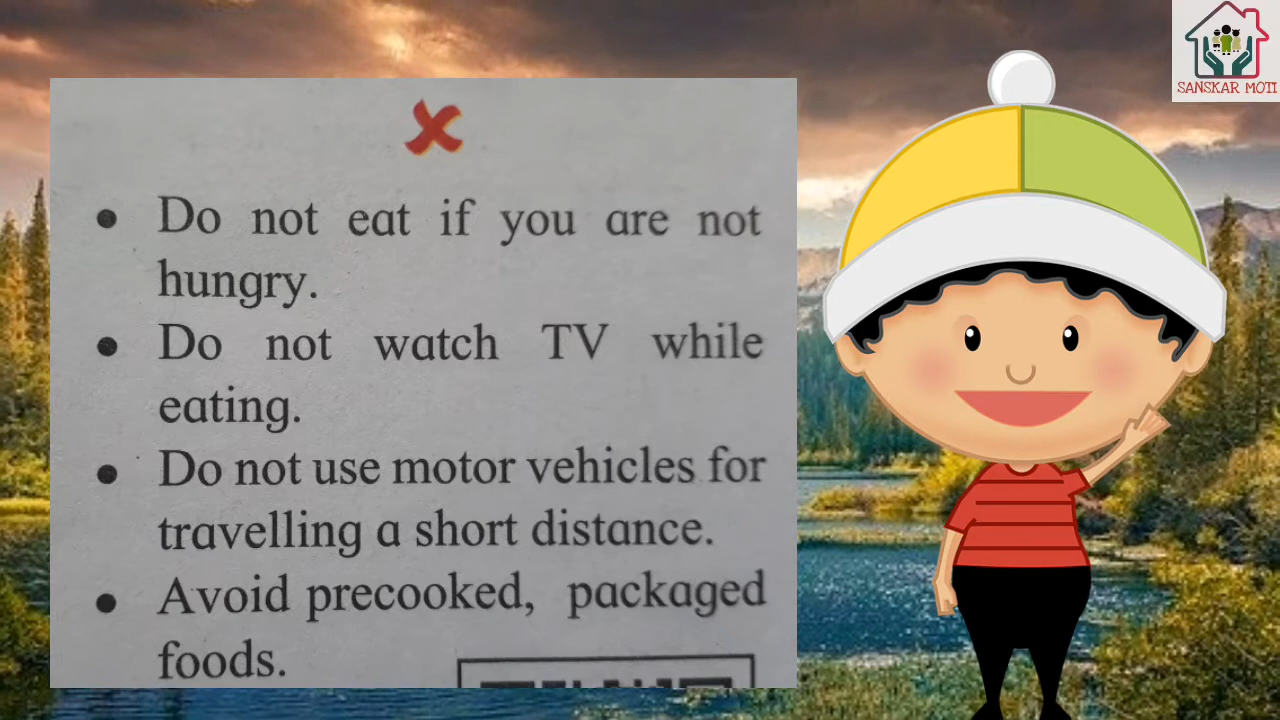 SANSKAR MOTI
Do not eat if you are not
hungry.
Do not watch TV while
eating.
Do not use motor vehicles for
travelling a short distance.
Avoid precooked, packaged
foods.